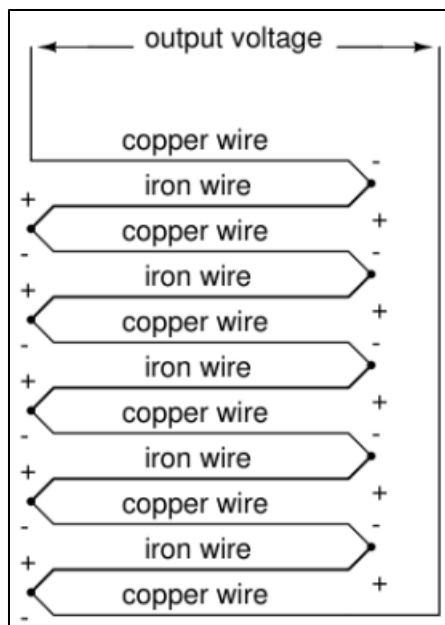 output voltage
copper wire
-
iron wire
+
+
copper wire
-
-
iron wire
+
+
copper wire
-
-
iron wire
+
+
copper wire
-
-
iron wire
+
+
copper wire
-
-
iron wire
+
+
copper wire
-